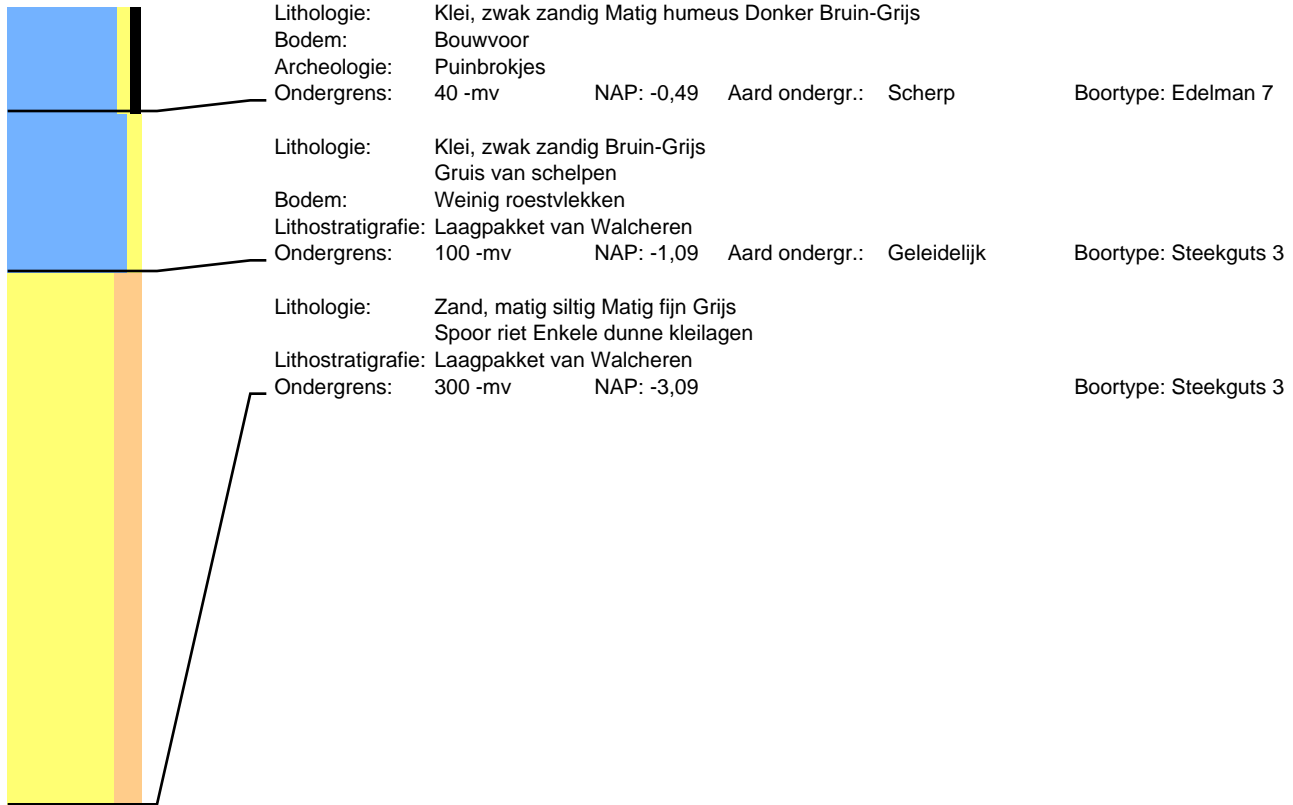 Lithologie: Klei, zwak zandig Matig humeus Donker Bruin-Grijs
Bodem: Bouwvoor
Archeologie: Puinbrokjes
Ondergrens: 40 -mv NAP: -0,49 Aard ondergr.: Scherp Boortype: Edelman 7
Lithologie: Klei, zwak zandig Bruin-Grijs
Gruis van schelpen
Bodem: Weinig roestvlekken
Lithostratigrafie: Laagpakket van Walcheren
Ondergrens: 100 -mv NAP: -1,09 Aard ondergr.: Geleidelijk Boortype: Steekguts 3
Lithologie: Zand, matig siltig Matig fijn Grijs
Spoor riet Enkele dunne kleilagen
Lithostratigrafie: Laagpakket van Walcheren
Ondergrens: 300 -mv NAP: -3,09 Boortype: Steekguts 3